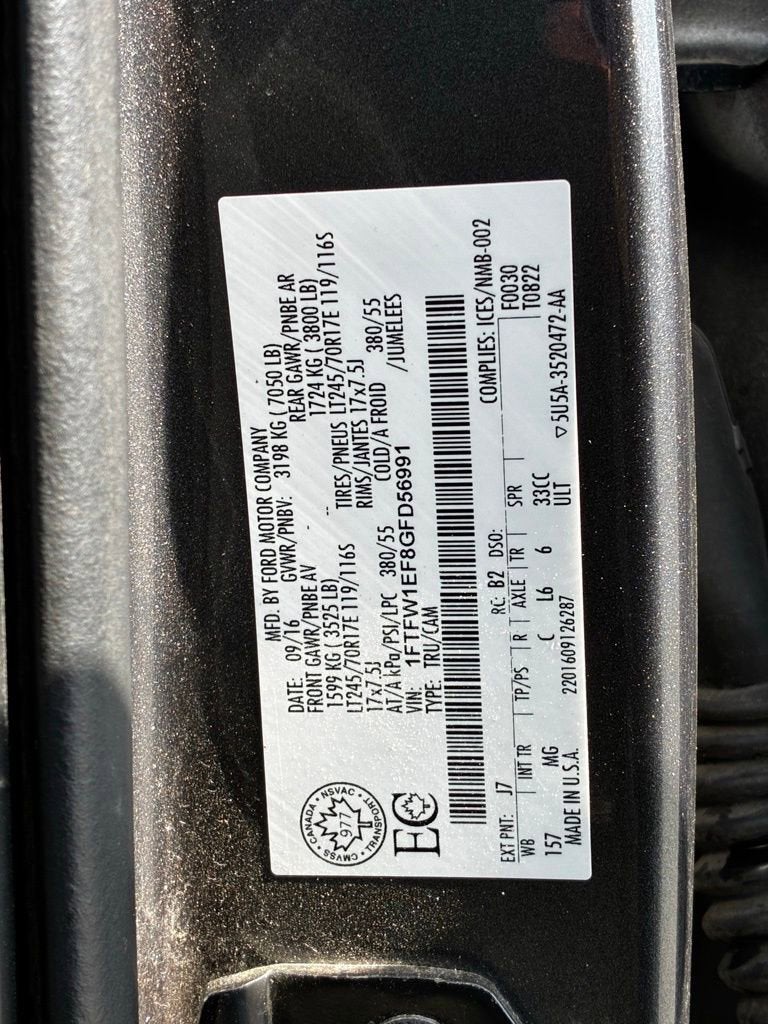 MFD. BY FORD MOTOR COMPANY
DATE: 09/16 GVWR/PNBV: 3198 KG ( 7050 LB)
FRONT GAWR/PNBE AV REAR GAWR/PNBE AR
1599 KG ( 3525 LB) 1724 KG ( 3800 LB)
LT245/70R17E 119/116S TIRES/PNEUS LT245/70R17E 119/116S
17x7.5J RIMS/JANTES 17x7.5J
AT/A kPa/PSI/LPC 380/55 COLD/A FROID 380/55
VIN: 1FTFW1EF8GFD56991 /JUMELEES
TYPE: TRU/CAM
CANADA • NSVAC • TRANSPORT • CMVSS •
977
EC
COMPLIES: ICES/NMB-002
EXT PNT: J7 RC: B2 DSO: F0030
WB INT TR TP/PS R AXLE TR SPR T0822
157 MG C L6 6 33CC
MADE IN U.S.A. 2201609126287 ULT ▽5U5A-3520472-AA